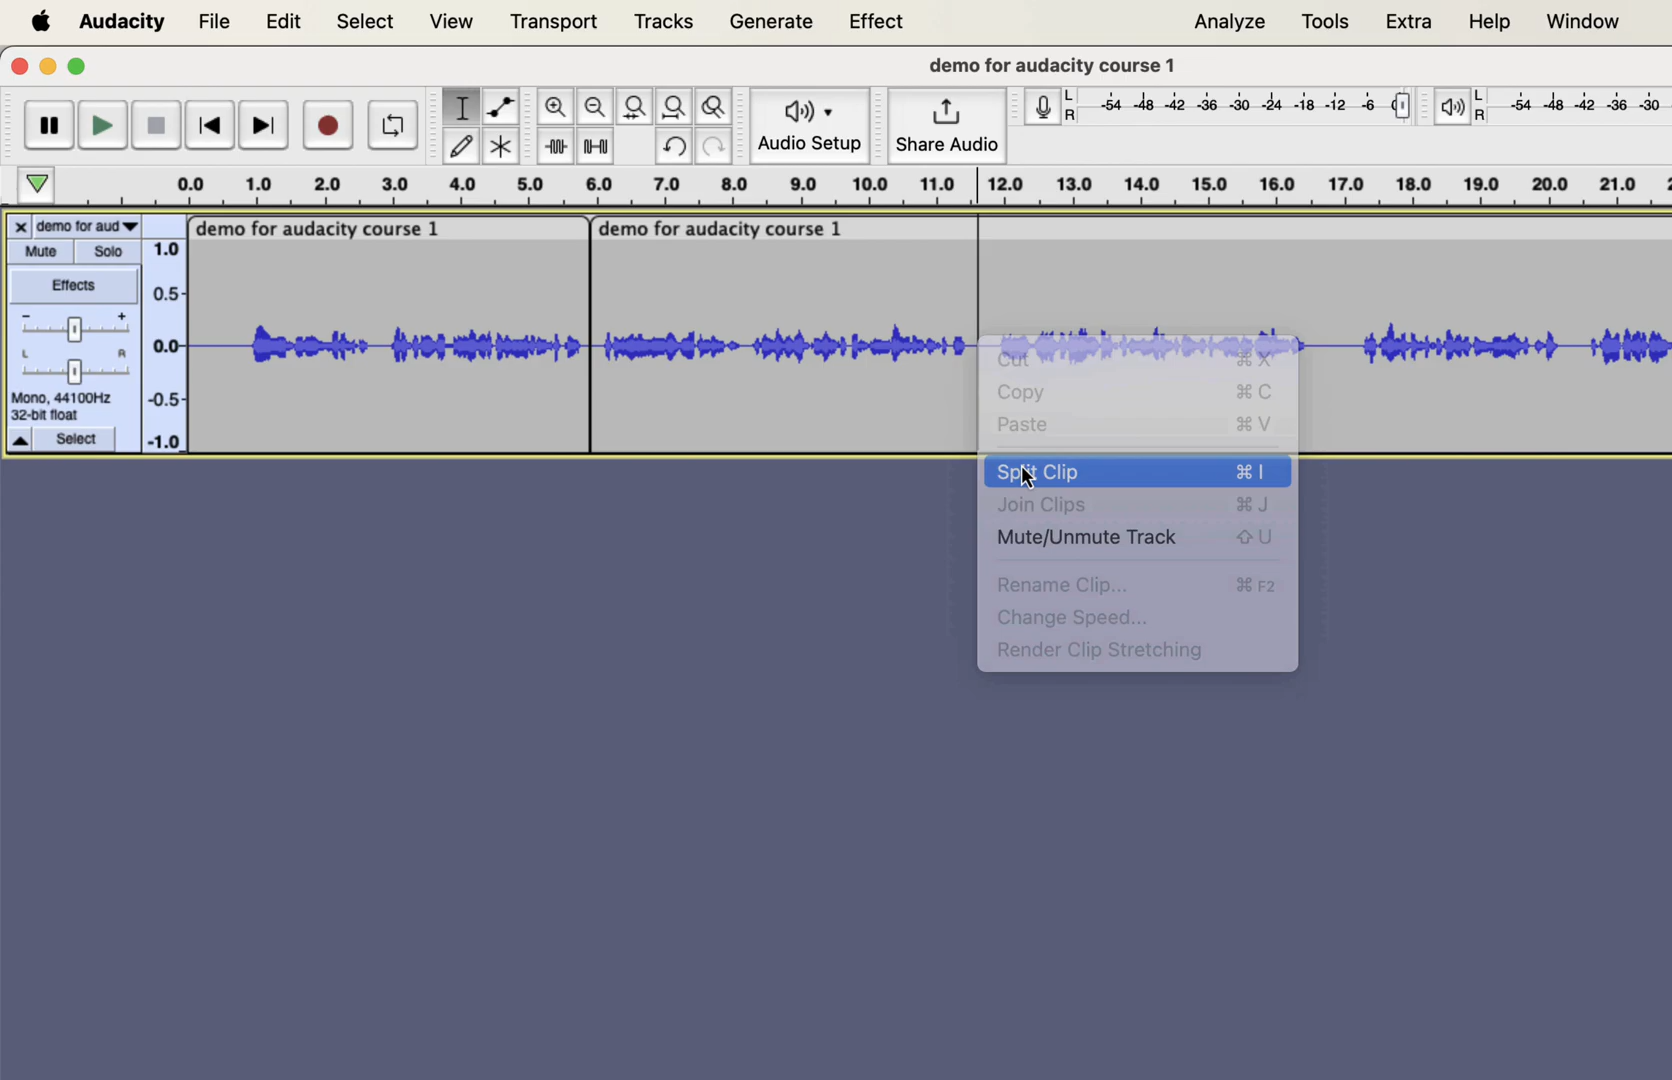 Audacity File Edit Select View Transport Tracks Generate Effect Analyze Tools Extra Help Window
demo for audacity course 1
L -54 -48 -42 -36 -30 -24 -18 -12 -6 L -54 -48 -42 -36 -30
R R
Audio Setup Share Audio
0.0 1.0 2.0 3.0 4.0 5.0 6.0 7.0 8.0 9.0 10.0 11.0 12.0 13.0 14.0 15.0 16.0 17.0 18.0 19.0 20.0 21.0
demo for aud demo for audacity course 1 demo for audacity course 1
Mute Solo 1.0
Effects
0.5
- +
L R 0.0
Mono, 44100Hz -0.5
32-bit float
Select -1.0
Cut ⌘ X
Copy ⌘ C
Paste ⌘ V
Split Clip ⌘ I
Join Clips ⌘ J
Mute/Unmute Track ⇧ U
Rename Clip... ⌘ F2
Change Speed...
Render Clip Stretching